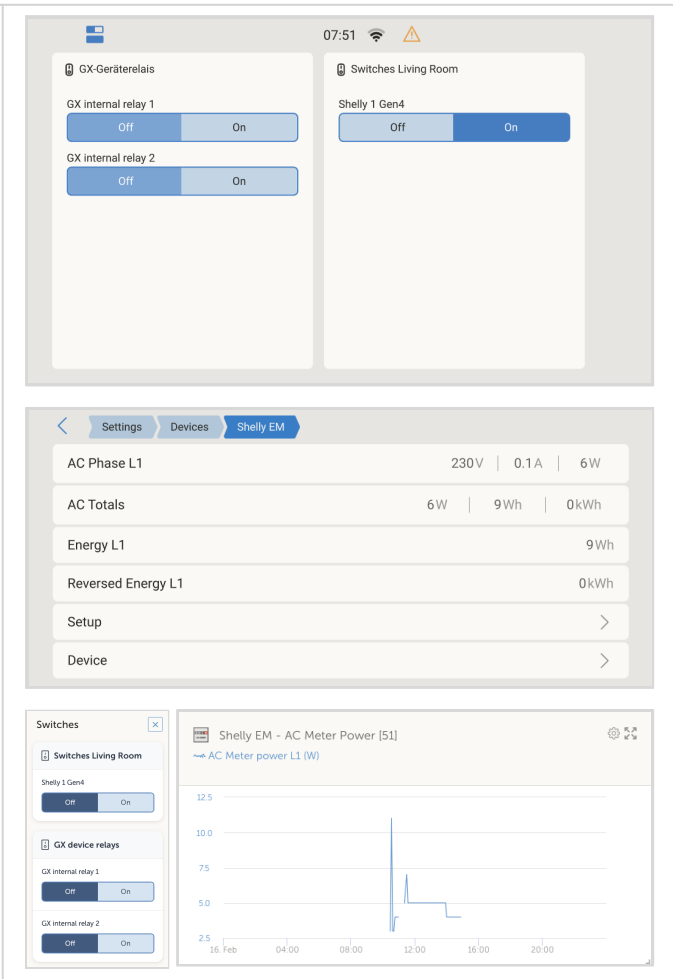 07:51
GX-Geräterelais
Switches Living Room
GX internal relay 1
Off On
GX internal relay 2
Off On
Shelly 1 Gen4
Off On
Settings Devices Shelly EM
AC Phase L1 230V 0.1A 6W
AC Totals 6W 9Wh 0kWh
Energy L1 9Wh
Reversed Energy L1 0kWh
Setup
Device
Switches
Switches Living Room
Shelly 1 Gen4
Off On
GX device relays
GX internal relay 1
Off On
GX internal relay 2
Off On
Shelly EM - AC Meter Power [51]
AC Meter power L1 (W)
12.5
10.0
7.5
5.0
2.5
16. Feb 04:00 08:00 12:00 16:00 20:00